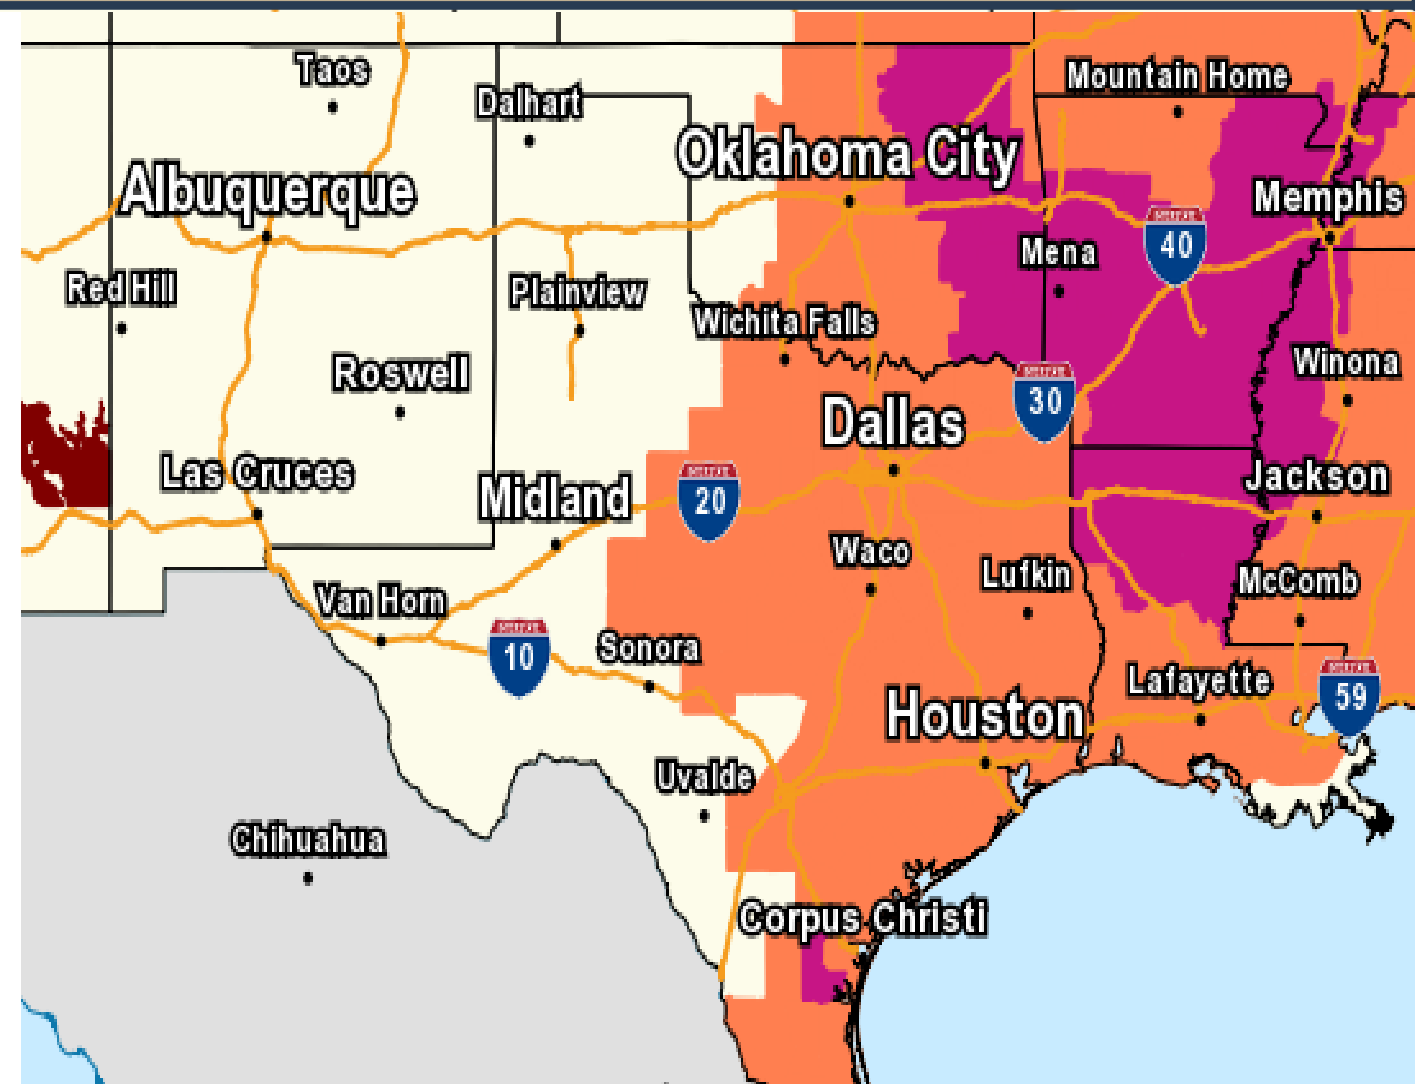 Taos
Dalhart
Mountain Home
Oklahoma City
Albuquerque
Memphis
40
Mena
Red Hill
Plainview
Wichita Falls
Roswell
Winona
30
Dallas
Las Cruces
Midland
20
Jackson
Waco
Lufkin
McComb
Van Horn
10
Sonora
Lafayette
59
Houston
Uvalde
Chihuahua
Corpus Christi